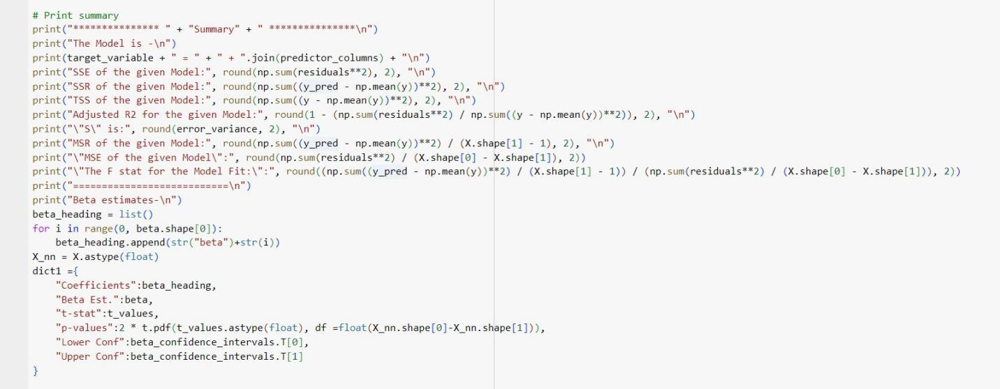 # Print summary
print("*************** " + "Summary" + " ***************\n")
print("The Model is -\n")
print(target_variable + " = " + " + ".join(predictor_columns) + "\n")
print("SSE of the given Model:", round(np.sum(residuals**2), 2), "\n")
print("SSR of the given Model:", round(np.sum((y_pred - np.mean(y))**2), 2), "\n")
print("TSS of the given Model:", round(np.sum((y - np.mean(y))**2), 2), "\n")
print("Adjusted R2 for the given Model:", round(1 - (np.sum(residuals**2) / np.sum((y - np.mean(y))**2)), 2), "\n")
print("\"S\" is:", round(error_variance, 2), "\n")
print("MSR of the given Model:", round(np.sum((y_pred - np.mean(y))**2) / (X.shape[1] - 1), 2), "\n")
print("\"MSE of the given Model\":", round(np.sum(residuals**2) / (X.shape[0] - X.shape[1]), 2))
print("\"The F stat for the Model Fit:\":", round((np.sum((y_pred - np.mean(y))**2) / (X.shape[1] - 1)) / (np.sum(residuals**2) / (X.shape[0] - X.shape[1])), 2))
print("===========================\n")
print("Beta estimates-\n")
beta_heading = list()
for i in range(0, beta.shape[0]):
    beta_heading.append(str("beta")+str(i))
X_nn = X.astype(float)
dict1 ={
    "Coefficients":beta_heading,
    "Beta Est.":beta,
    "t-stat":t_values,
    "p-values":2 * t.pdf(t_values.astype(float), df =float(X_nn.shape[0]-X_nn.shape[1])),
    "Lower Conf":beta_confidence_intervals.T[0],
    "Upper Conf":beta_confidence_intervals.T[1]
}